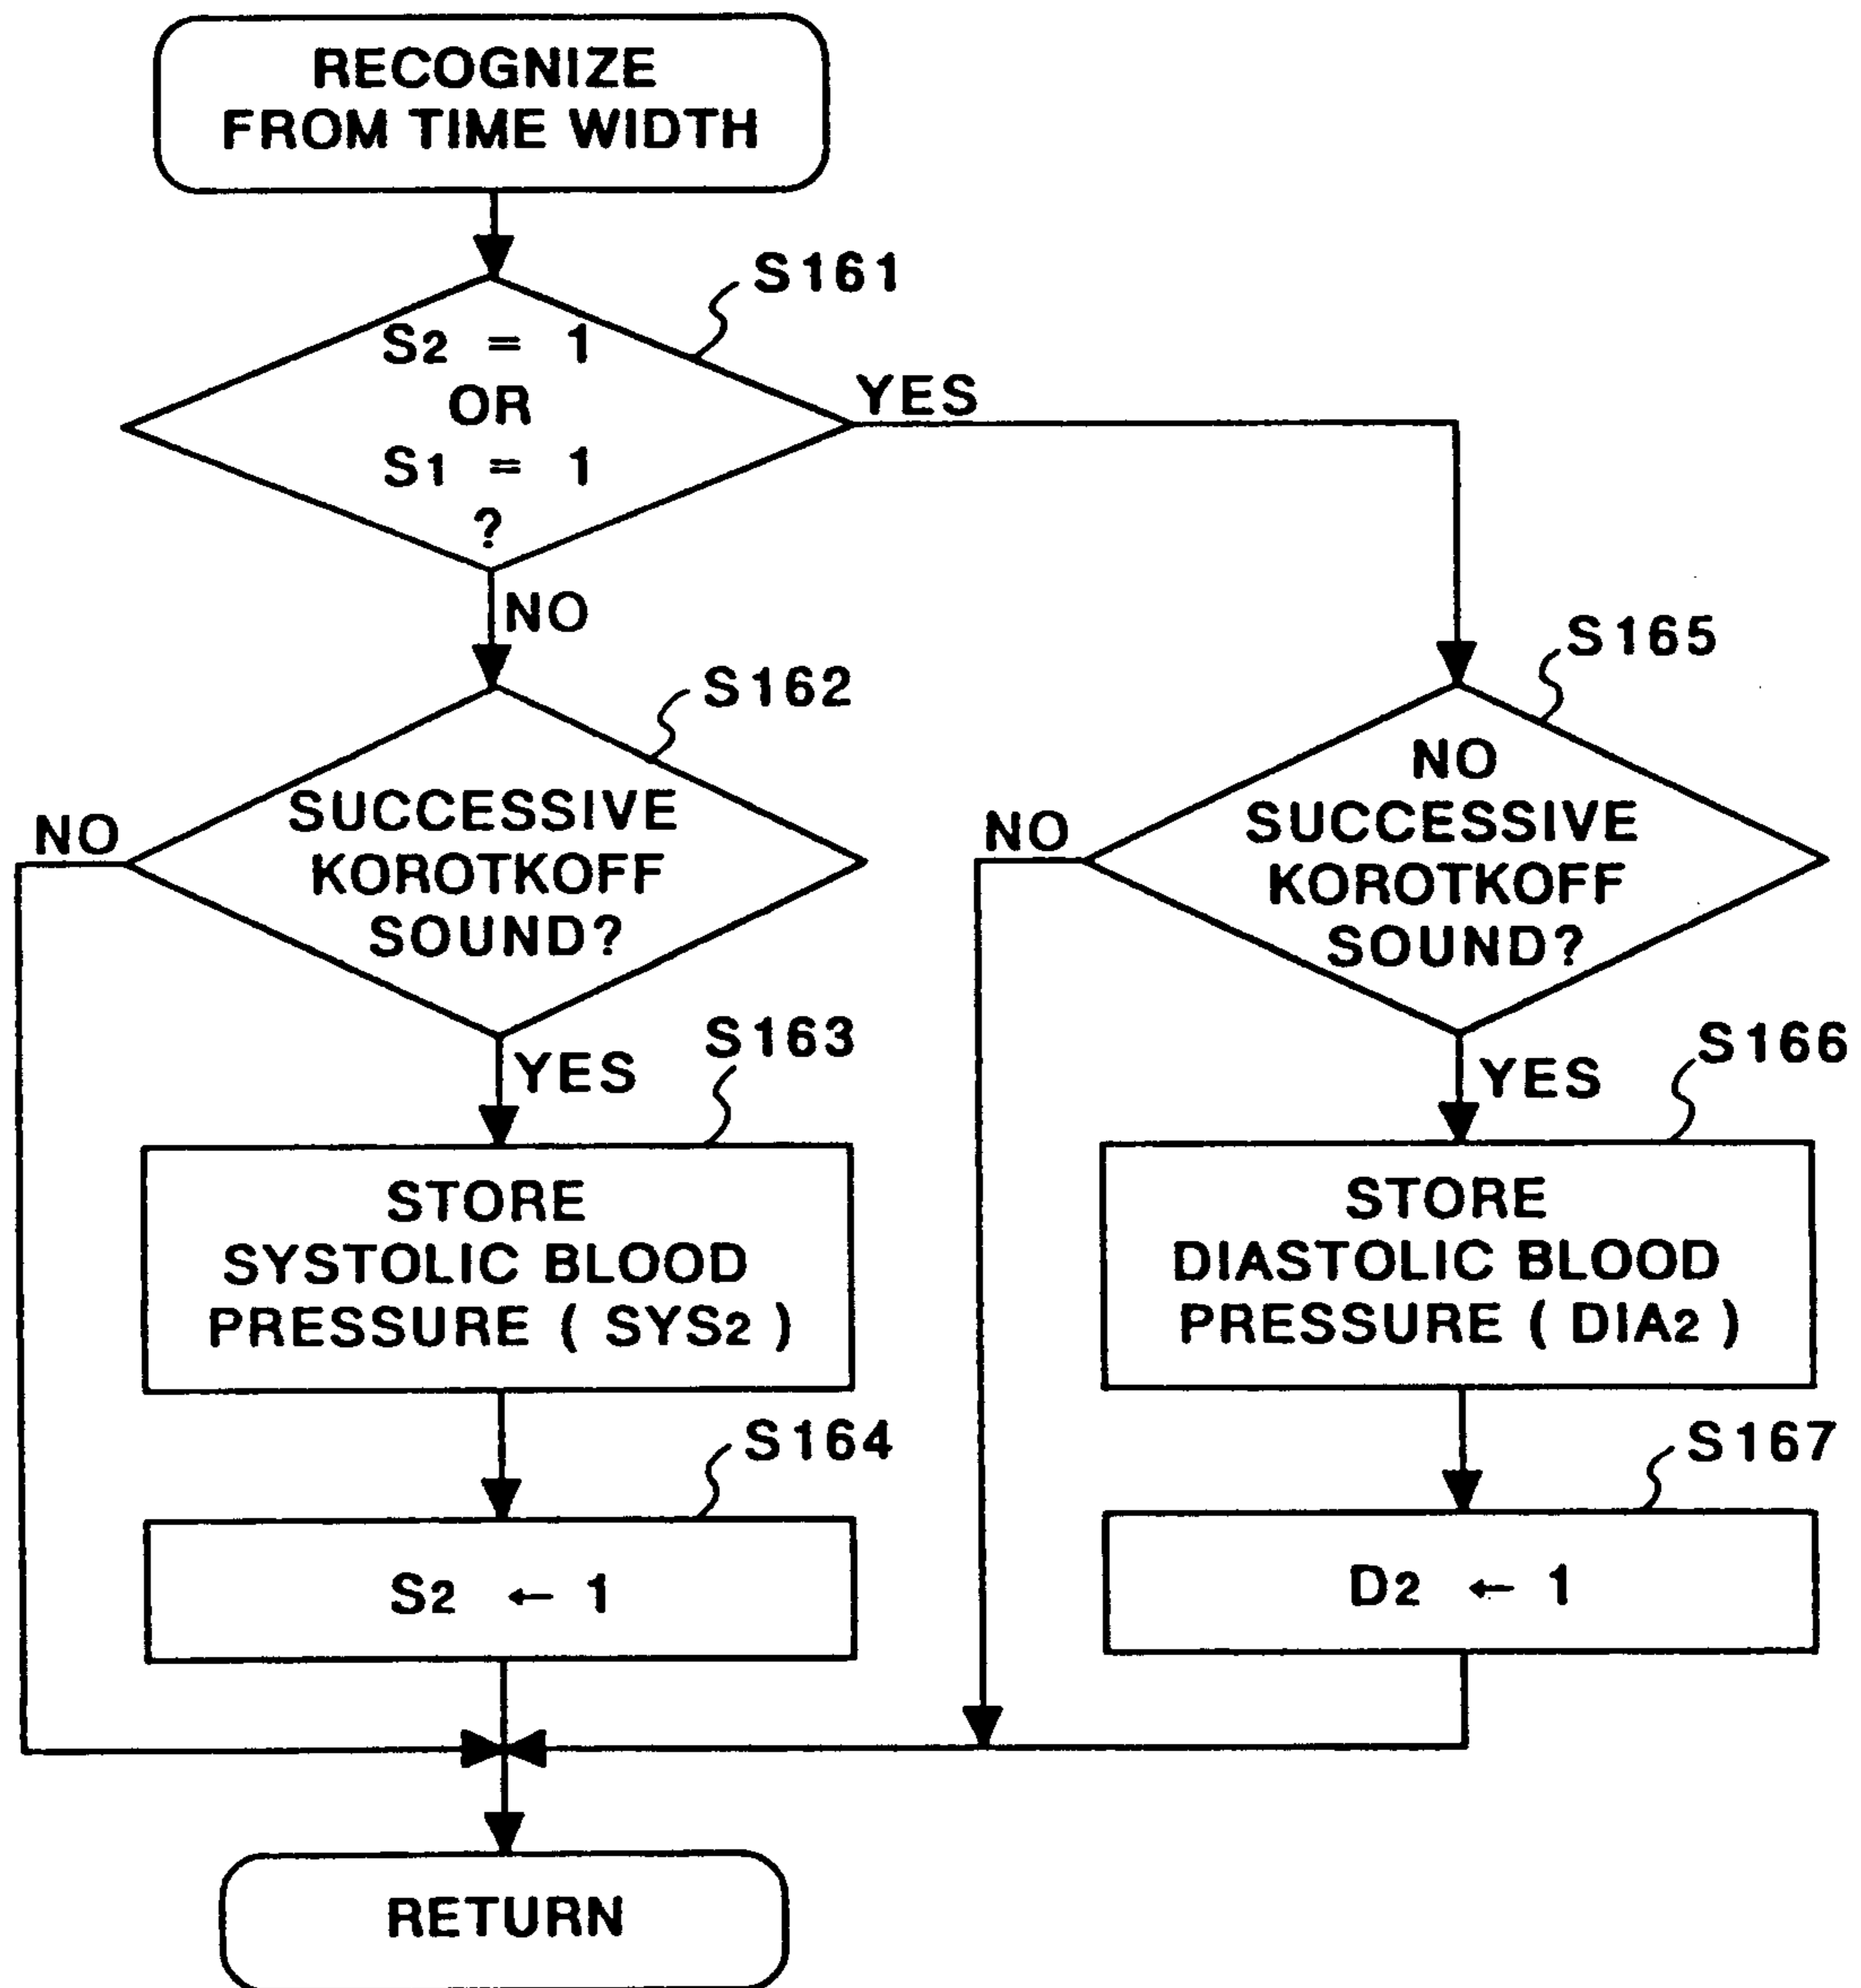 RECOGNIZE
FROM TIME WIDTH
S161
S2 = 1
OR
S1 = 1
?
YES
NO
S162
SUCCESSIVE
KOROTKOFF
SOUND?
NO
YES
S163
STORE
SYSTOLIC BLOOD
PRESSURE ( SYS2 )
S164
S2 ← 1
S165
NO
SUCCESSIVE
KOROTKOFF
SOUND?
NO
YES
S166
STORE
DIASTOLIC BLOOD
PRESSURE ( DIA2 )
S167
D2 ← 1
RETURN